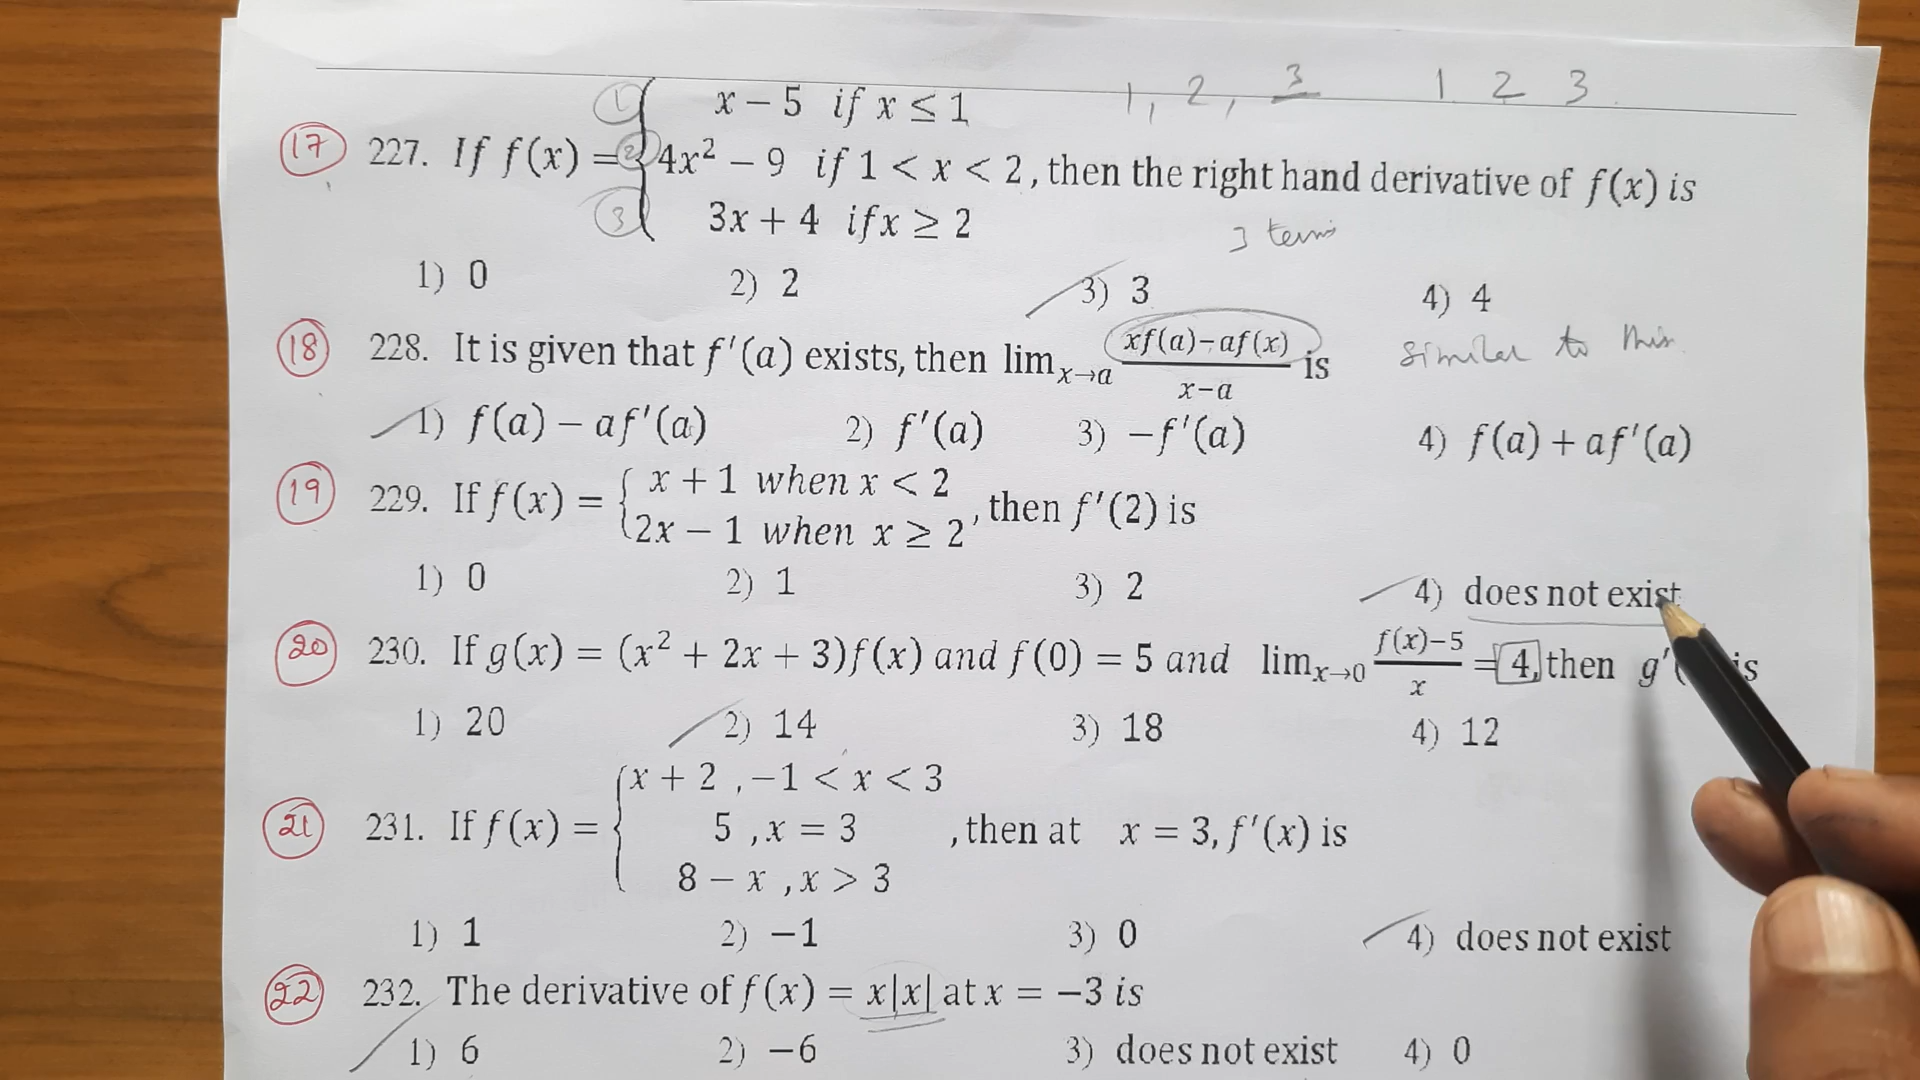 1, 2, 3 1 2 3
① x − 5 if x ≤ 1
⑰ 227. If f(x) = ② 4x² − 9 if 1 < x < 2, then the right hand derivative of f(x) is
③ 3x + 4 if x ≥ 2
3 terms
1) 0 2) 2 3) 3 4) 4
⑱ 228. It is given that f′(a) exists, then lim x→a xf(a)−af(x) / x−a is similar to this
1) f(a) − af′(a) 2) f′(a) 3) −f′(a) 4) f(a) + af′(a)
⑲ 229. If f(x) = { x + 1 when x < 2
2x − 1 when x ≥ 2 , then f′(2) is
1) 0 2) 1 3) 2 4) does not exist
⑳ 230. If g(x) = (x² + 2x + 3)f(x) and f(0) = 5 and lim x→0 f(x)−5 / x = 4, then g′( is
1) 20 2) 14 3) 18 4) 12
x + 2 , −1 < x < 3
㉑ 231. If f(x) = { 5 , x = 3 , then at x = 3, f′(x) is
8 − x , x > 3
1) 1 2) −1 3) 0 4) does not exist
㉒ 232. The derivative of f(x) = x|x| at x = −3 is
1) 6 2) −6 3) does not exist 4) 0